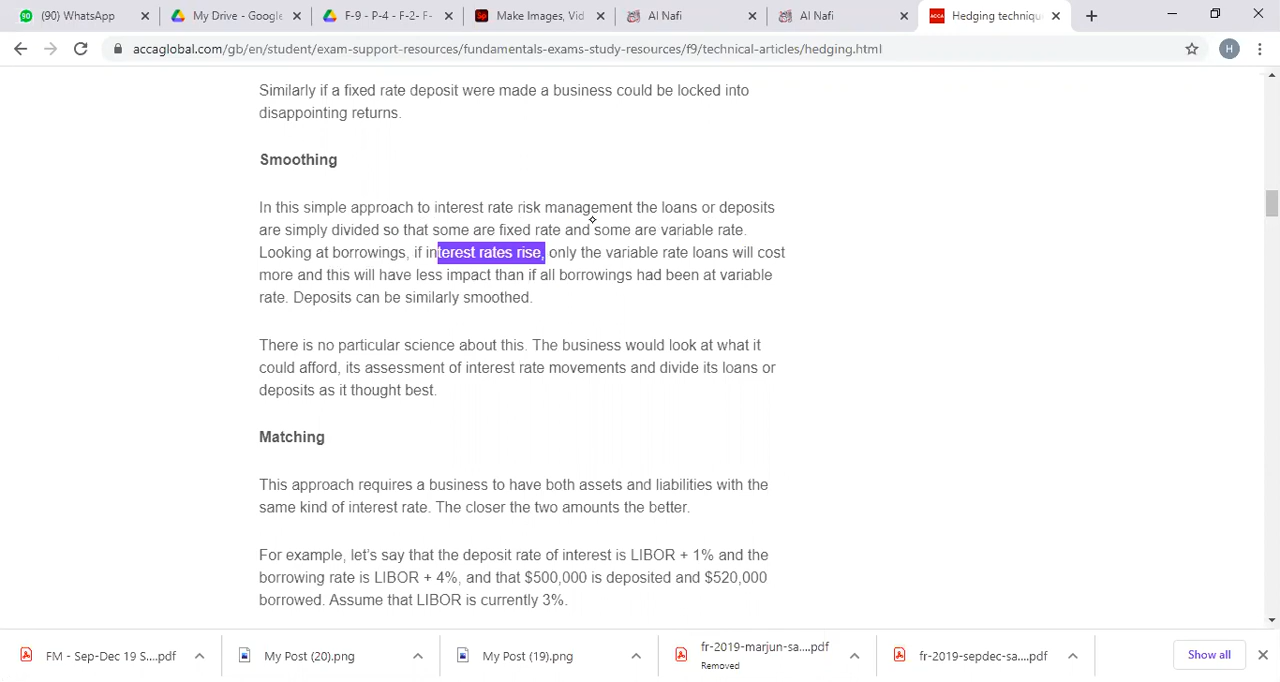 (90) WhatsApp
My Drive - Google
F-9 - P-4 - F-2- F-
Make Images, Vid
Al Nafi
Al Nafi
ACCA
Hedging technique
accaglobal.com/gb/en/student/exam-support-resources/fundamentals-exams-study-resources/f9/technical-articles/hedging.html
H
Similarly if a fixed rate deposit were made a business could be locked into
disappointing returns.
Smoothing
In this simple approach to interest rate risk management the loans or deposits
are simply divided so that some are fixed rate and some are variable rate.
Looking at borrowings, if interest rates rise, only the variable rate loans will cost
more and this will have less impact than if all borrowings had been at variable
rate. Deposits can be similarly smoothed.
There is no particular science about this. The business would look at what it
could afford, its assessment of interest rate movements and divide its loans or
deposits as it thought best.
Matching
This approach requires a business to have both assets and liabilities with the
same kind of interest rate. The closer the two amounts the better.
For example, let's say that the deposit rate of interest is LIBOR + 1% and the
borrowing rate is LIBOR + 4%, and that $500,000 is deposited and $520,000
borrowed. Assume that LIBOR is currently 3%.
FM - Sep-Dec 19 S....pdf
My Post (20).png
My Post (19).png
fr-2019-marjun-sa....pdf
Removed
fr-2019-sepdec-sa....pdf
Show all